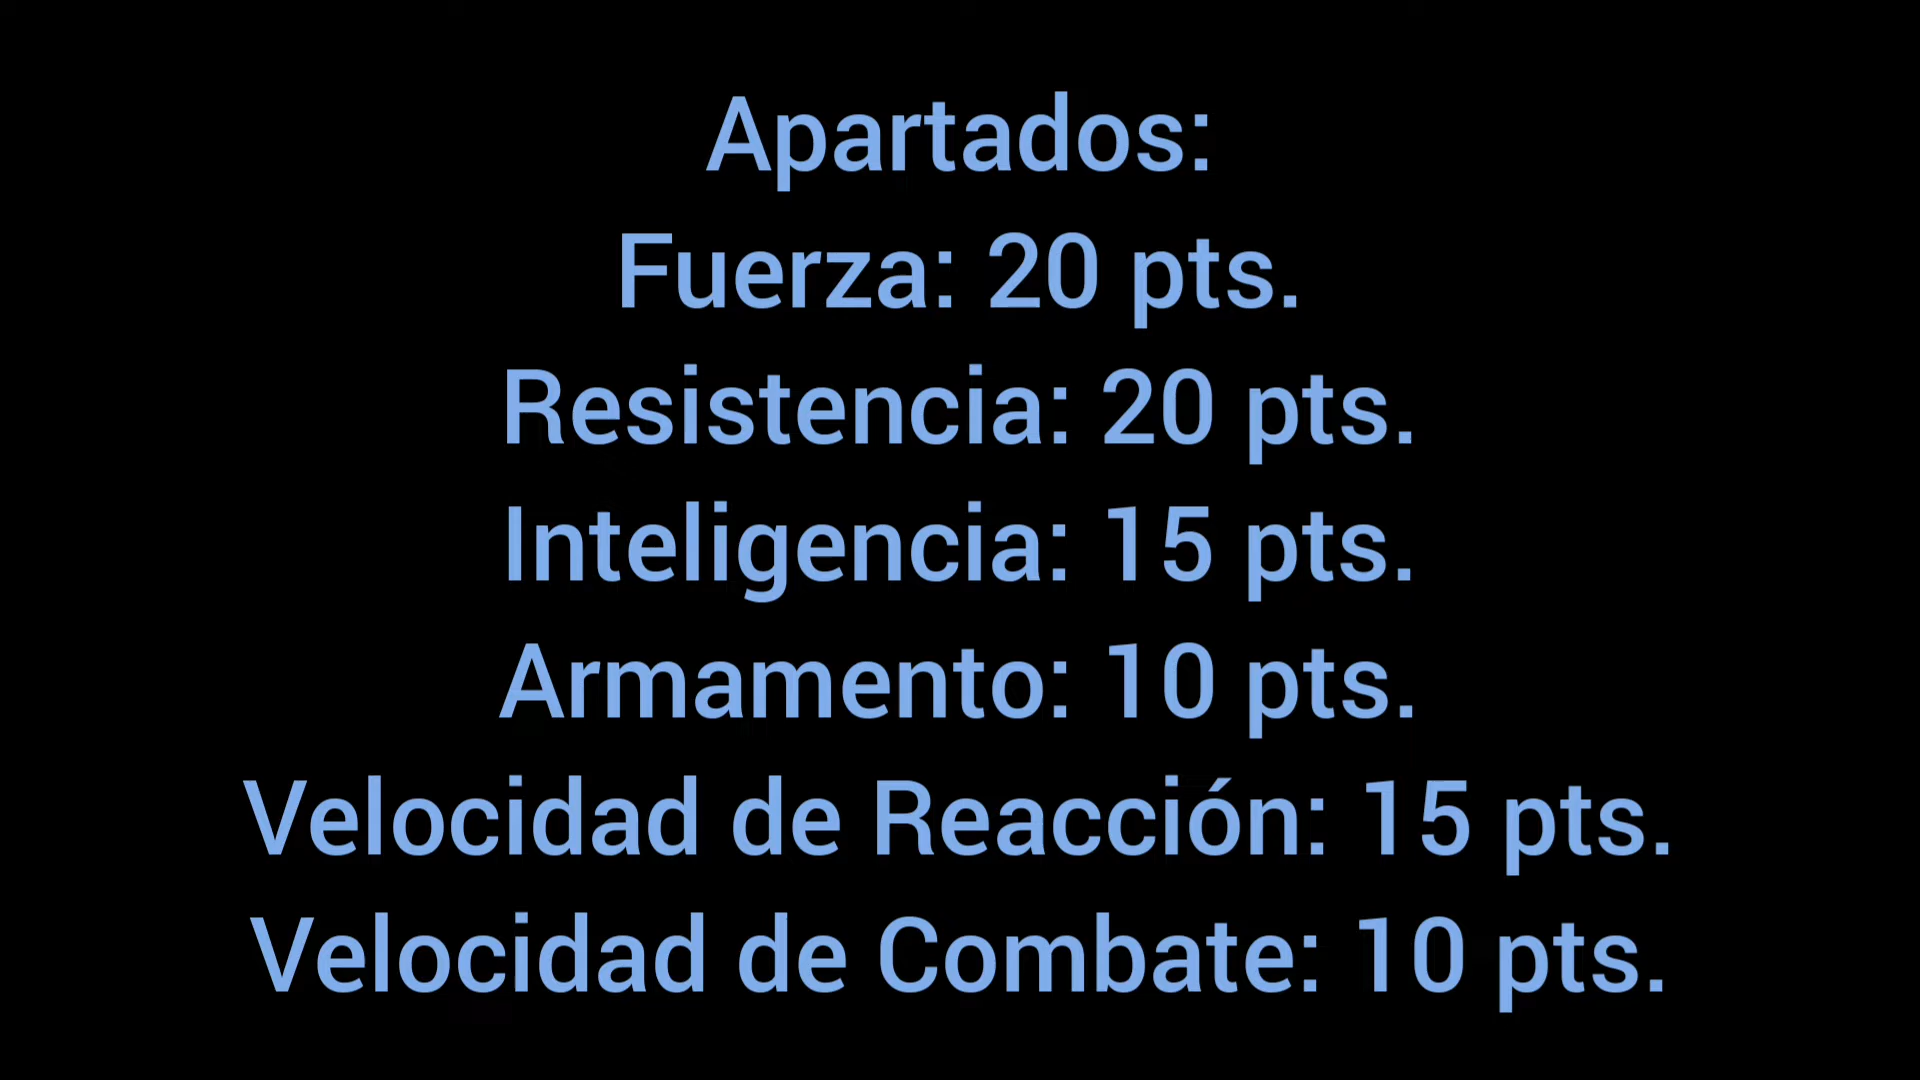 Apartados:
Fuerza: 20 pts.
Resistencia: 20 pts.
Inteligencia: 15 pts.
Armamento: 10 pts.
Velocidad de Reacción: 15 pts.
Velocidad de Combate: 10 pts.